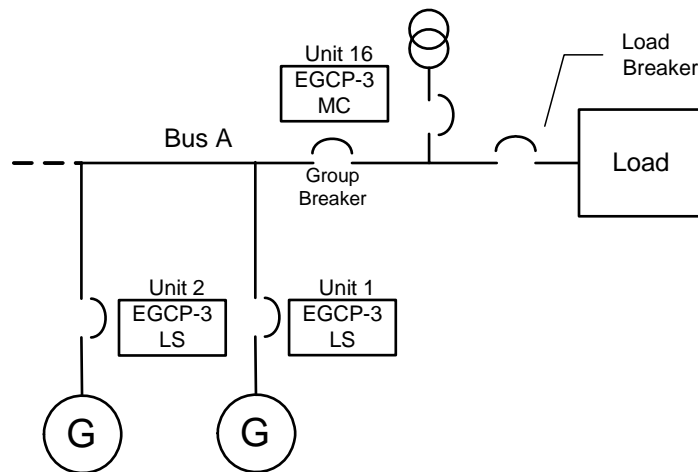 Unit 16
EGCP-3
MC
Load
Breaker
Bus A
Group
Breaker
Load
Unit 2
EGCP-3
LS
Unit 1
EGCP-3
LS
G
G